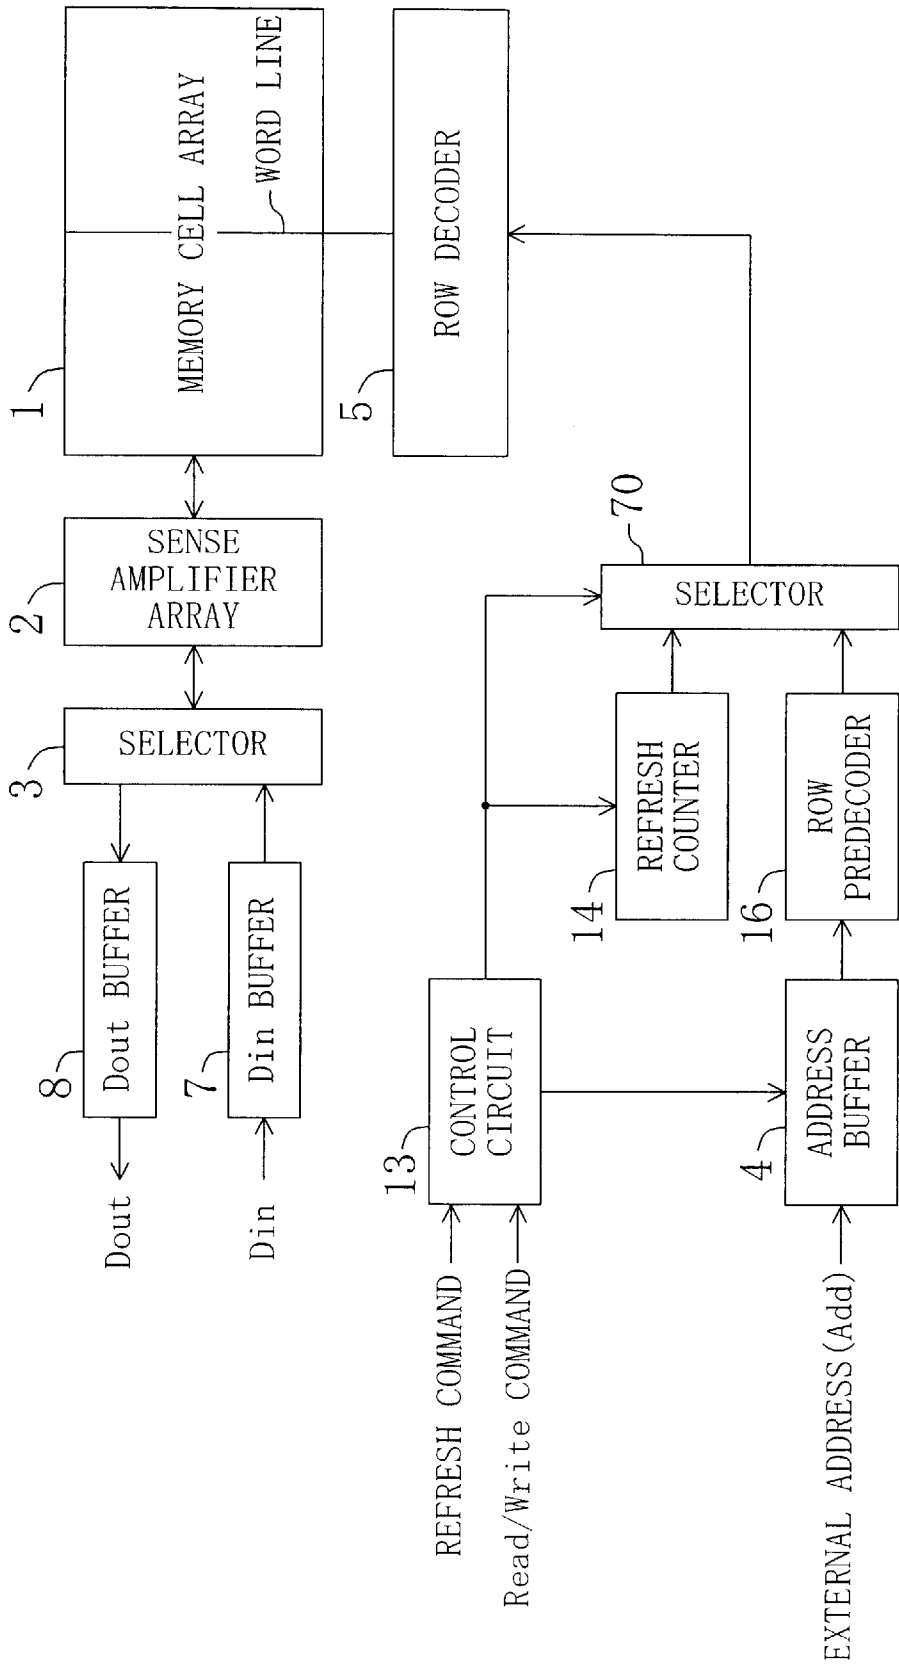 1
MEMORY CELL ARRAY
WORD LINE
2
SENSE
AMPLIFIER
ARRAY
3
SELECTOR
8
Dout BUFFER
Dout
7
Din BUFFER
Din
5
ROW DECODER
70
SELECTOR
14
REFRESH
COUNTER
16
ROW
PREDECODER
13
CONTROL
CIRCUIT
4
ADDRESS
BUFFER
REFRESH COMMAND
Read/Write COMMAND
EXTERNAL ADDRESS(Add)